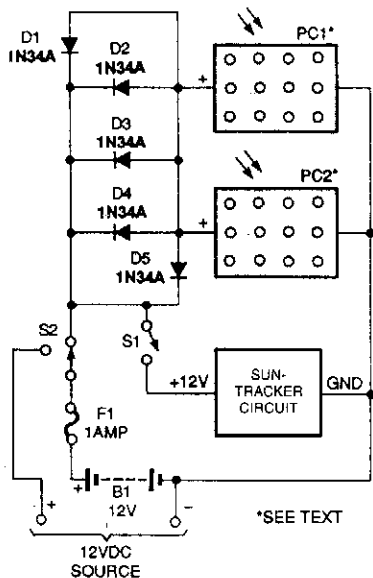 D1
1N34A
D2
1N34A
PC1*
+
D3
1N34A
D4
1N34A
PC2*
+
D5
1N34A
S2
S1
+12V
SUN-
TRACKER
CIRCUIT
GND
F1
1AMP
+
B1
12V
+
–
*SEE TEXT
12VDC
SOURCE